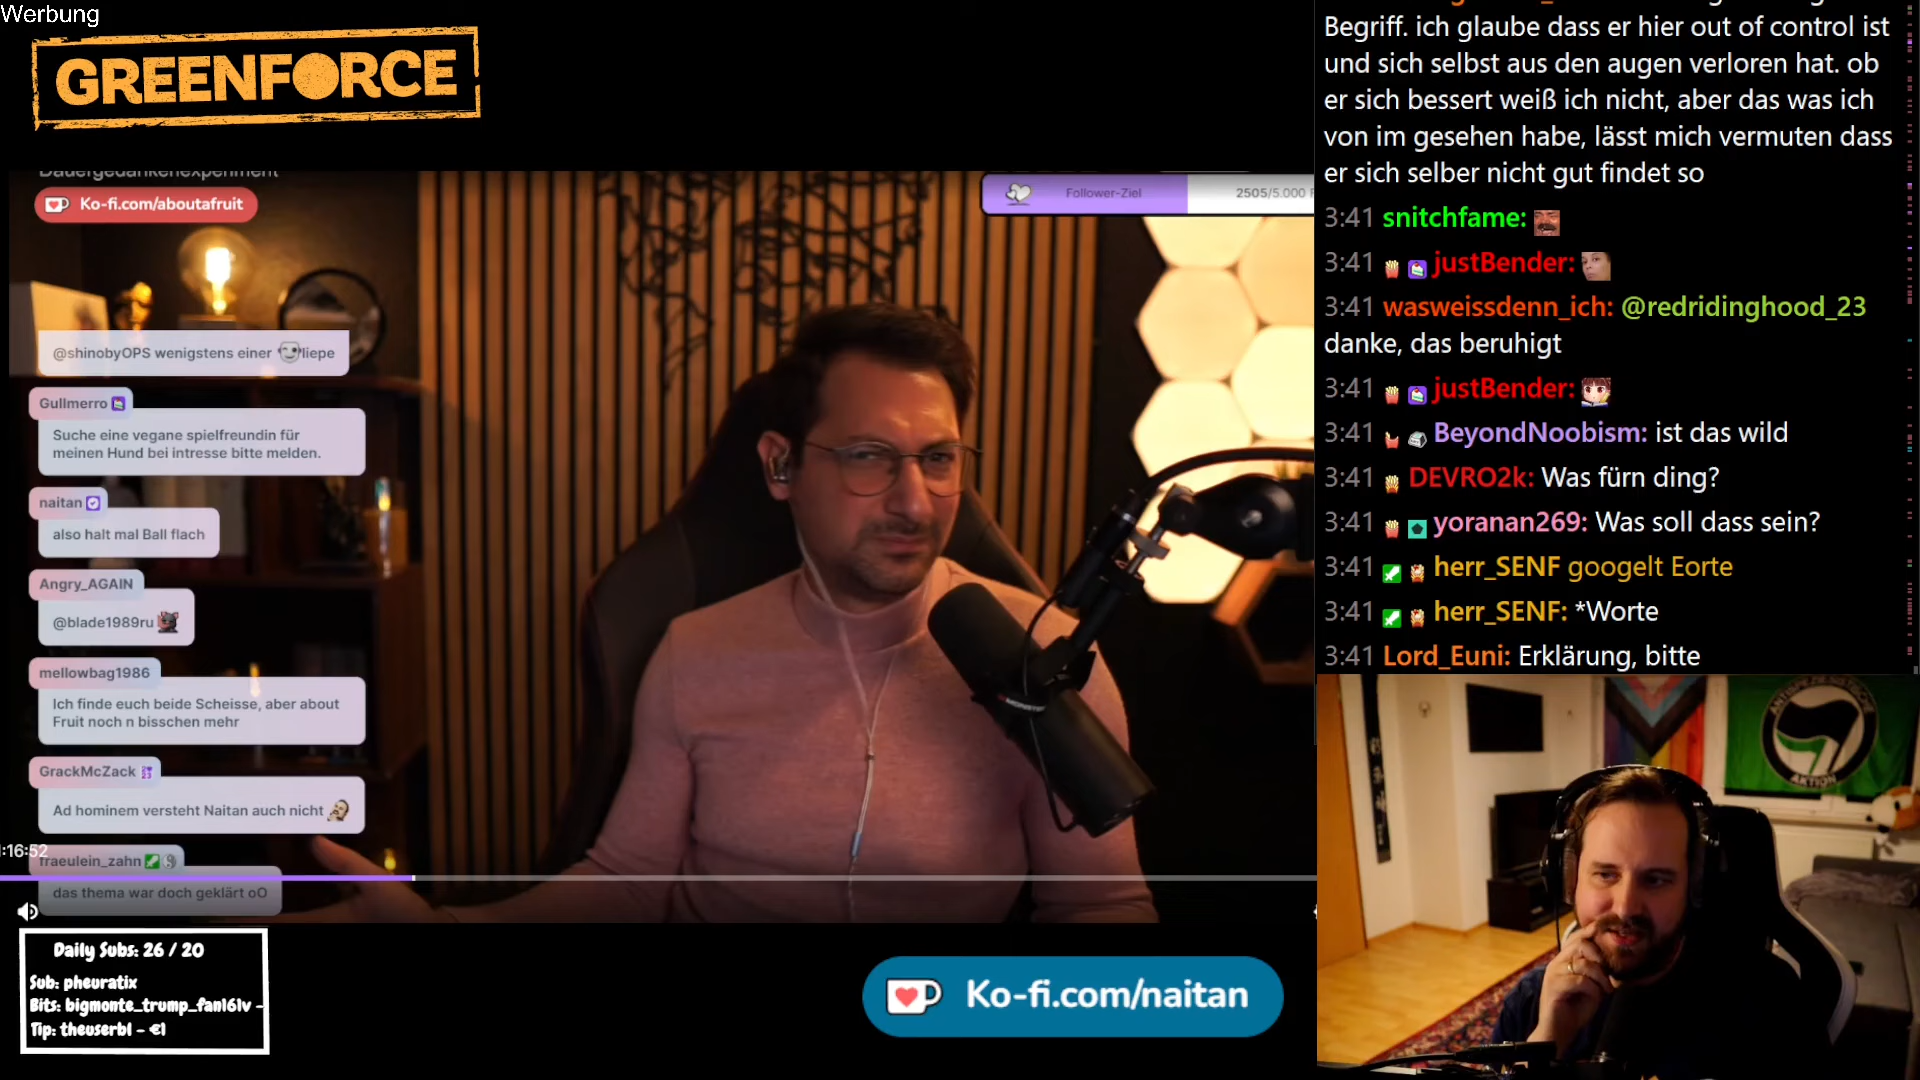 Werbung
GREENFORCE
Dauergedankenexperiment
Ko-fi.com/aboutafruit
Follower-Ziel
2505/5.000
@shinobyOPS wenigstens einer liepe
Gullmerro
Suche eine vegane spielfreundin für
meinen Hund bei intresse bitte melden.
naitan
also halt mal Ball flach
Angry_AGAIN
@blade1989ru
mellowbag1986
Ich finde euch beide Scheisse, aber about
Fruit noch n bisschen mehr
GrackMcZack
Ad hominem versteht Naitan auch nicht
:16:52
fraeulein_zahn
das thema war doch geklärt oO
Daily Subs: 26 / 20
Sub: pheuratix
Bits: bigmonte_trump_fan161v -
Tip: theuserbl - €1
Ko-fi.com/naitan
Begriff. ich glaube dass er hier out of control ist
und sich selbst aus den augen verloren hat. ob
er sich bessert weiß ich nicht, aber das was ich
von im gesehen habe, lässt mich vermuten dass
er sich selber nicht gut findet so
3:41 snitchfame:
3:41 justBender:
3:41 wasweissdenn_ich: @redridinghood_23
danke, das beruhigt
3:41 justBender:
3:41 BeyondNoobism: ist das wild
3:41 DEVRO2k: Was fürn ding?
3:41 yoranan269: Was soll dass sein?
3:41 herr_SENF googelt Eorte
3:41 herr_SENF: *Worte
3:41 Lord_Euni: Erklärung, bitte
ANTISPEZIESISTISCHE
AKTION